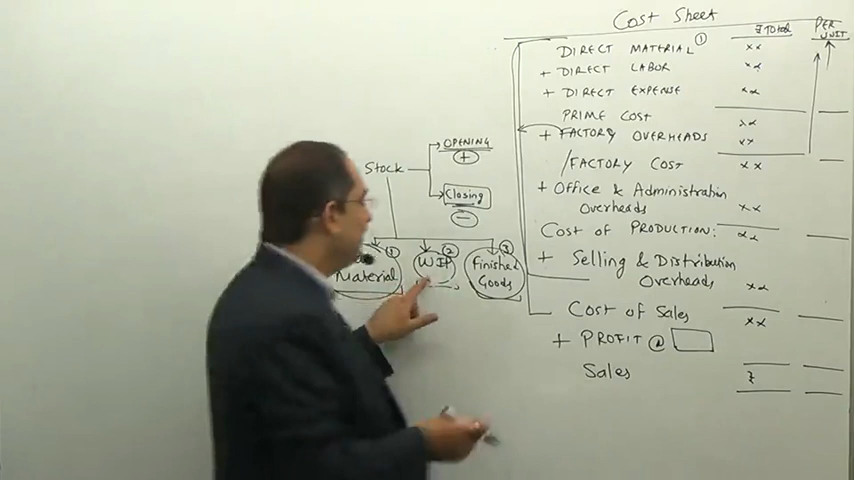 Cost Sheet
₹ Total
PER UNIT
DIRECT MATERIAL ①
xx
+ DIRECT LABOR
xx
+ DIRECT EXPENSE
xx
PRIME COST
xx
+ FACTORY OVERHEADS
xx
FACTORY COST
xx
+ Office & Administration
Overheads
xx
Cost of PRODUCTION:
xx
+ Selling & Distribution
Overheads
xx
Cost of Sales
xx
+ PROFIT @
Sales
₹
Stock
OPENING
+
Closing
−
①
Material
②
WIP
③
Finished
Goods